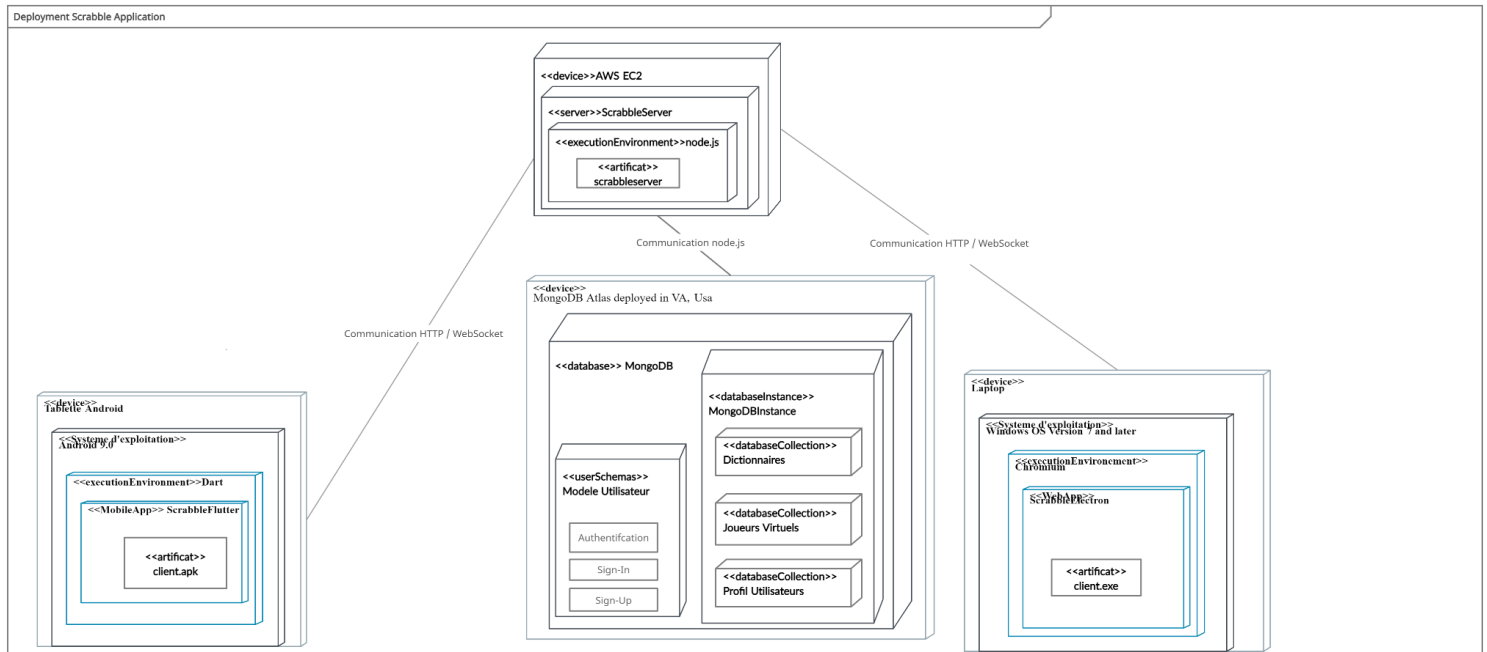 Deployment Scrabble Application
<<device>>AWS EC2
<<server>>ScrabbleServer
<<executionEnvironment>>node.js
<<artificat>>
scrabbleserver
Communication node.js
Communication HTTP / WebSocket
Communication HTTP / WebSocket
<<device>>
MongoDB Atlas deployed in VA, Usa
<<database>> MongoDB
<<databaseInstance>>
MongoDBInstance
<<databaseCollection>>
Dictionnaires
<<databaseCollection>>
Joueurs Virtuels
<<databaseCollection>>
Profil Utilisateurs
<<userSchemas>>
Modele Utilisateur
Authentifcation
Sign-In
Sign-Up
<<device>>
Tablette Android
<<Systeme d'exploitation>>
Android 9.0
<<executionEnvironment>>Dart
<<MobileApp>> ScrabbleFlutter
<<artificat>>
client.apk
<<device>>
Laptop
<<Systeme d'exploitation>>
Windows OS Version 7 and later
<<executionEnvironement>>
Chromium
<<WebApp>>
ScrabbleElectron
<<artificat>>
client.exe